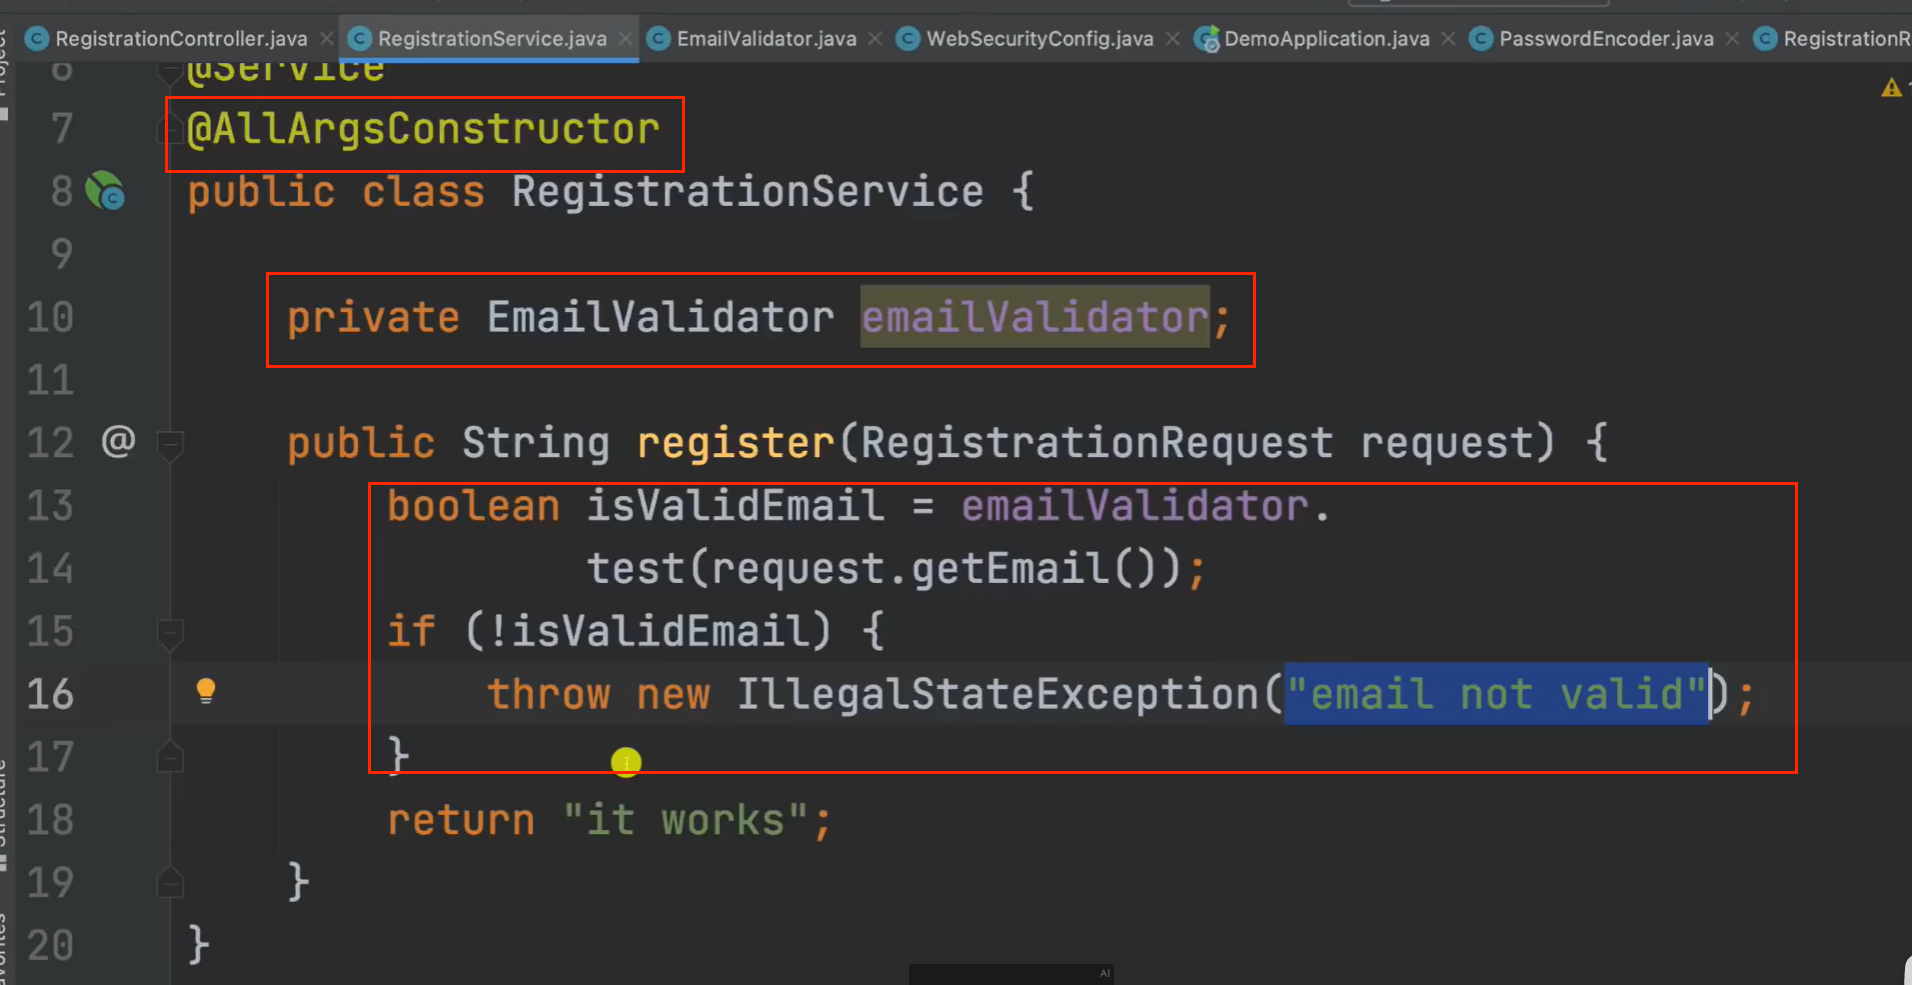 RegistrationController.java RegistrationService.java EmailValidator.java WebSecurityConfig.java DemoApplication.java PasswordEncoder.java RegistrationR
Project
6 @Service
7 @AllArgsConstructor
8 public class RegistrationService {
9
10 private EmailValidator emailValidator;
11
12 @ public String register(RegistrationRequest request) {
13 boolean isValidEmail = emailValidator.
14 test(request.getEmail());
15 if (!isValidEmail) {
16 throw new IllegalStateException("email not valid");
17 }
18 return "it works";
19 }
20 }
Structure
AI